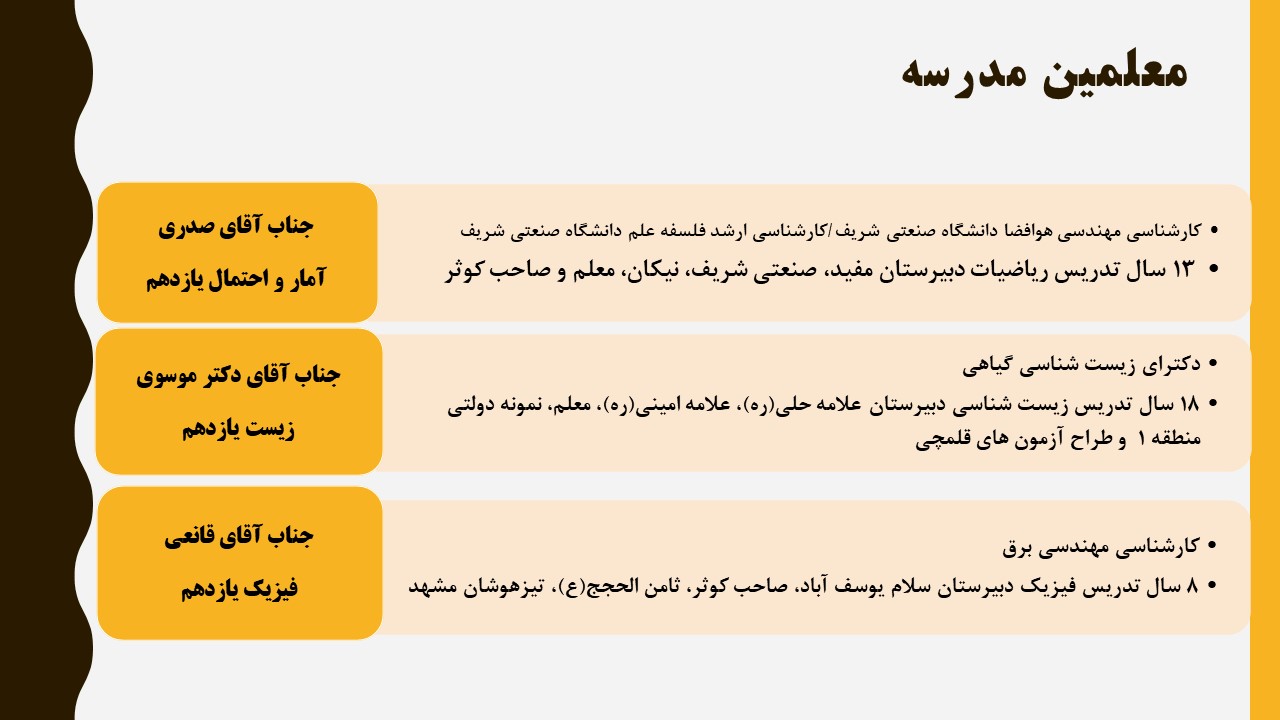 معلمین مدرسه
جناب آقای صدری
آمار و احتمال یازدهم
• کارشناسی مهندسی هوافضا دانشگاه صنعتی شریف/کارشناسی ارشد فلسفه علم دانشگاه صنعتی شریف
• ۱۳ سال تدریس ریاضیات دبیرستان مفید، صنعتی شریف، نیکان، معلم و صاحب کوثر
جناب آقای دکتر موسوی
زیست یازدهم
• دکترای زیست شناسی گیاهی
• ۱۸ سال تدریس زیست شناسی دبیرستان علامه حلی(ره)، علامه امینی(ره)، معلم، نمونه دولتی
منطقه ۱ و طراح آزمون های قلمچی
جناب آقای قانعی
فیزیک یازدهم
• کارشناسی مهندسی برق
• ۸ سال تدریس فیزیک دبیرستان سلام یوسف آباد، صاحب کوثر، ثامن الحجج(ع)، تیزهوشان مشهد